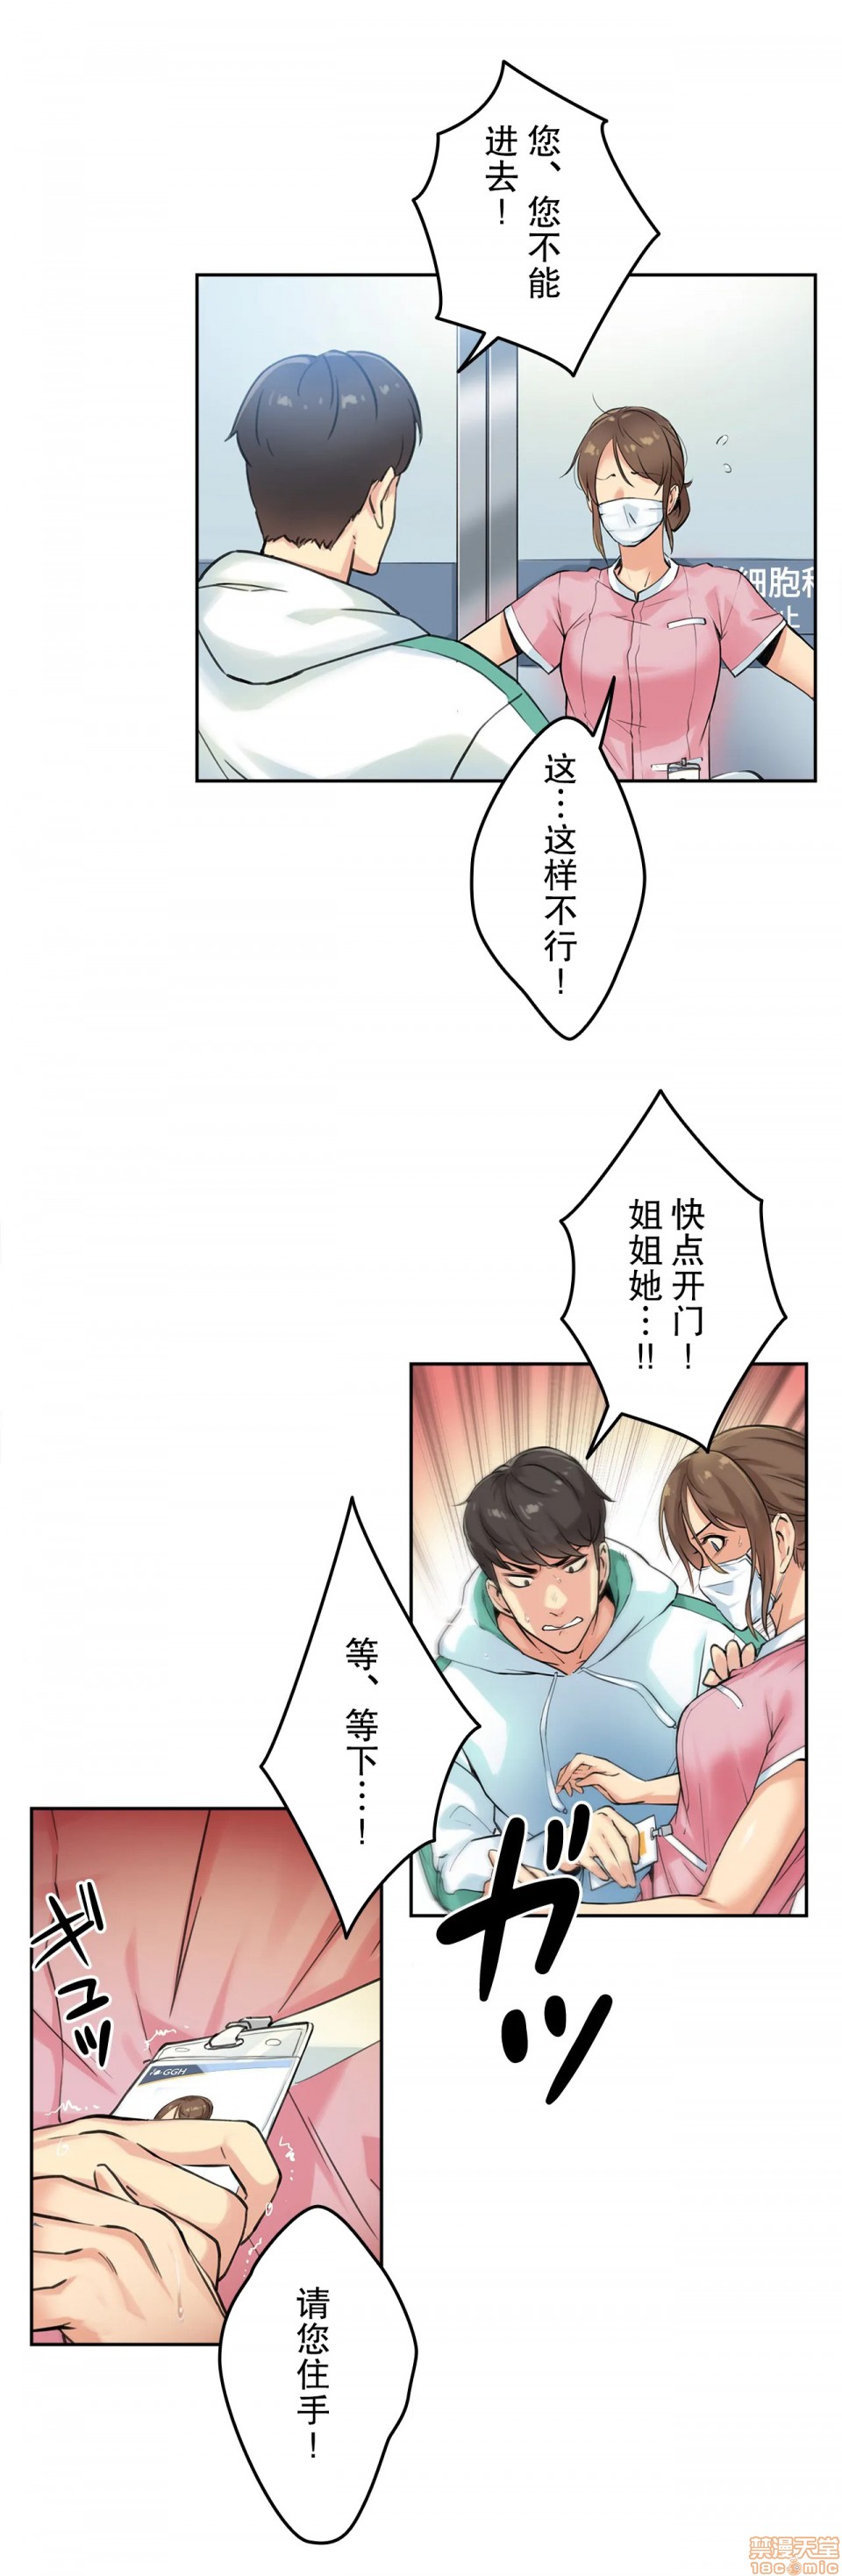 您、您不能
进去！
细胞
止
这…这样不行！
快点开门！
姐姐她…!!
ガッ
等、等下…！
ギュッ
GGH
请您住手！
禁漫天堂
18comic